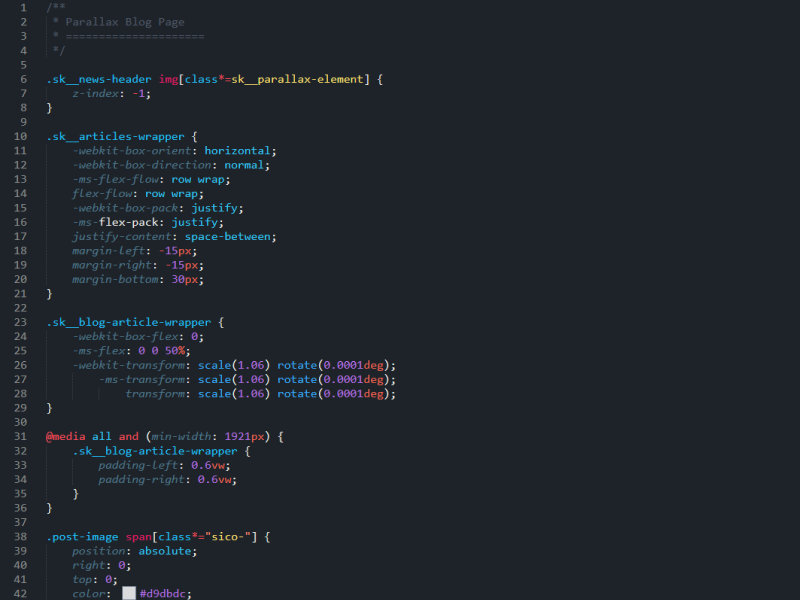 1 /**
2  * Parallax Blog Page
3  * =====================
4  */
5
6 .sk__news-header img[class*=sk__parallax-element] {
7     z-index: -1;
8 }
9
10 .sk__articles-wrapper {
11     -webkit-box-orient: horizontal;
12     -webkit-box-direction: normal;
13     -ms-flex-flow: row wrap;
14     flex-flow: row wrap;
15     -webkit-box-pack: justify;
16     -ms-flex-pack: justify;
17     justify-content: space-between;
18     margin-left: -15px;
19     margin-right: -15px;
20     margin-bottom: 30px;
21 }
22
23 .sk__blog-article-wrapper {
24     -webkit-box-flex: 0;
25     -ms-flex: 0 0 50%;
26     -webkit-transform: scale(1.06) rotate(0.0001deg);
27         -ms-transform: scale(1.06) rotate(0.0001deg);
28             transform: scale(1.06) rotate(0.0001deg);
29 }
30
31 @media all and (min-width: 1921px) {
32     .sk__blog-article-wrapper {
33         padding-left: 0.6vw;
34         padding-right: 0.6vw;
35     }
36 }
37
38 .post-image span[class*="sico-"] {
39     position: absolute;
40     right: 0;
41     top: 0;
42     color: #d9dbdc;